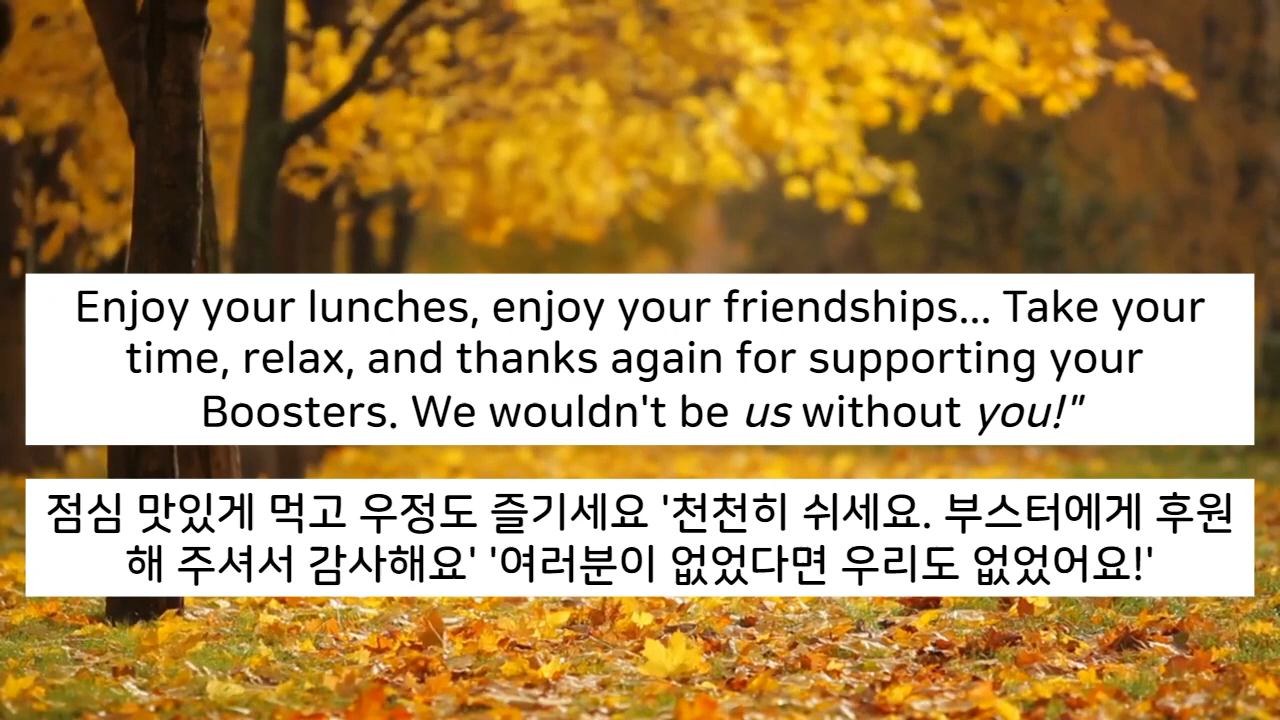 Enjoy your lunches, enjoy your friendships... Take your
time, relax, and thanks again for supporting your
Boosters. We wouldn't be us without you!"
점심 맛있게 먹고 우정도 즐기세요 '천천히 쉬세요. 부스터에게 후원
해 주셔서 감사해요' '여러분이 없었다면 우리도 없었어요!'